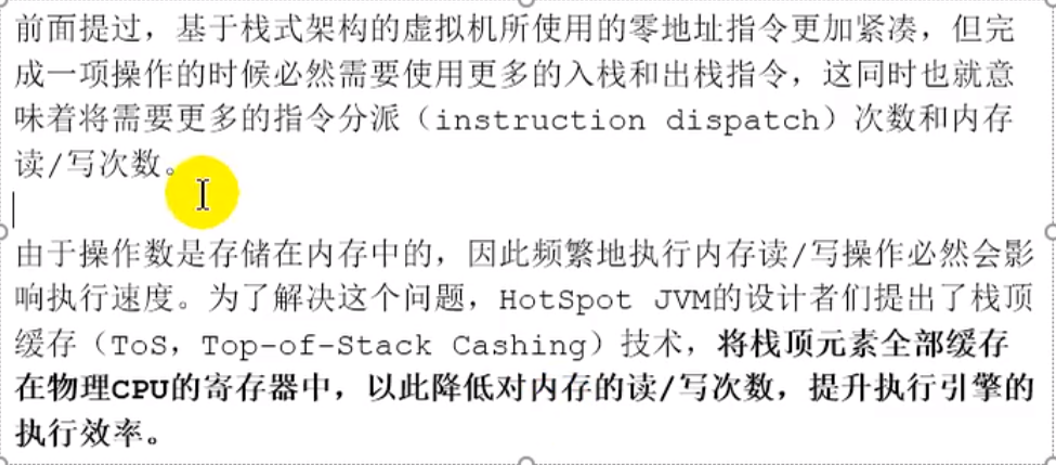 前面提过，基于栈式架构的虚拟机所使用的零地址指令更加紧凑，但完
成一项操作的时候必然需要使用更多的入栈和出栈指令，这同时也就意
味着将需要更多的指令分派（instruction dispatch）次数和内存
读/写次数。
由于操作数是存储在内存中的，因此频繁地执行内存读/写操作必然会影
响执行速度。为了解决这个问题，HotSpot JVM的设计者们提出了栈顶
缓存（ToS，Top-of-Stack Cashing）技术，将栈顶元素全部缓存
在物理CPU的寄存器中，以此降低对内存的读/写次数，提升执行引擎的
执行效率。